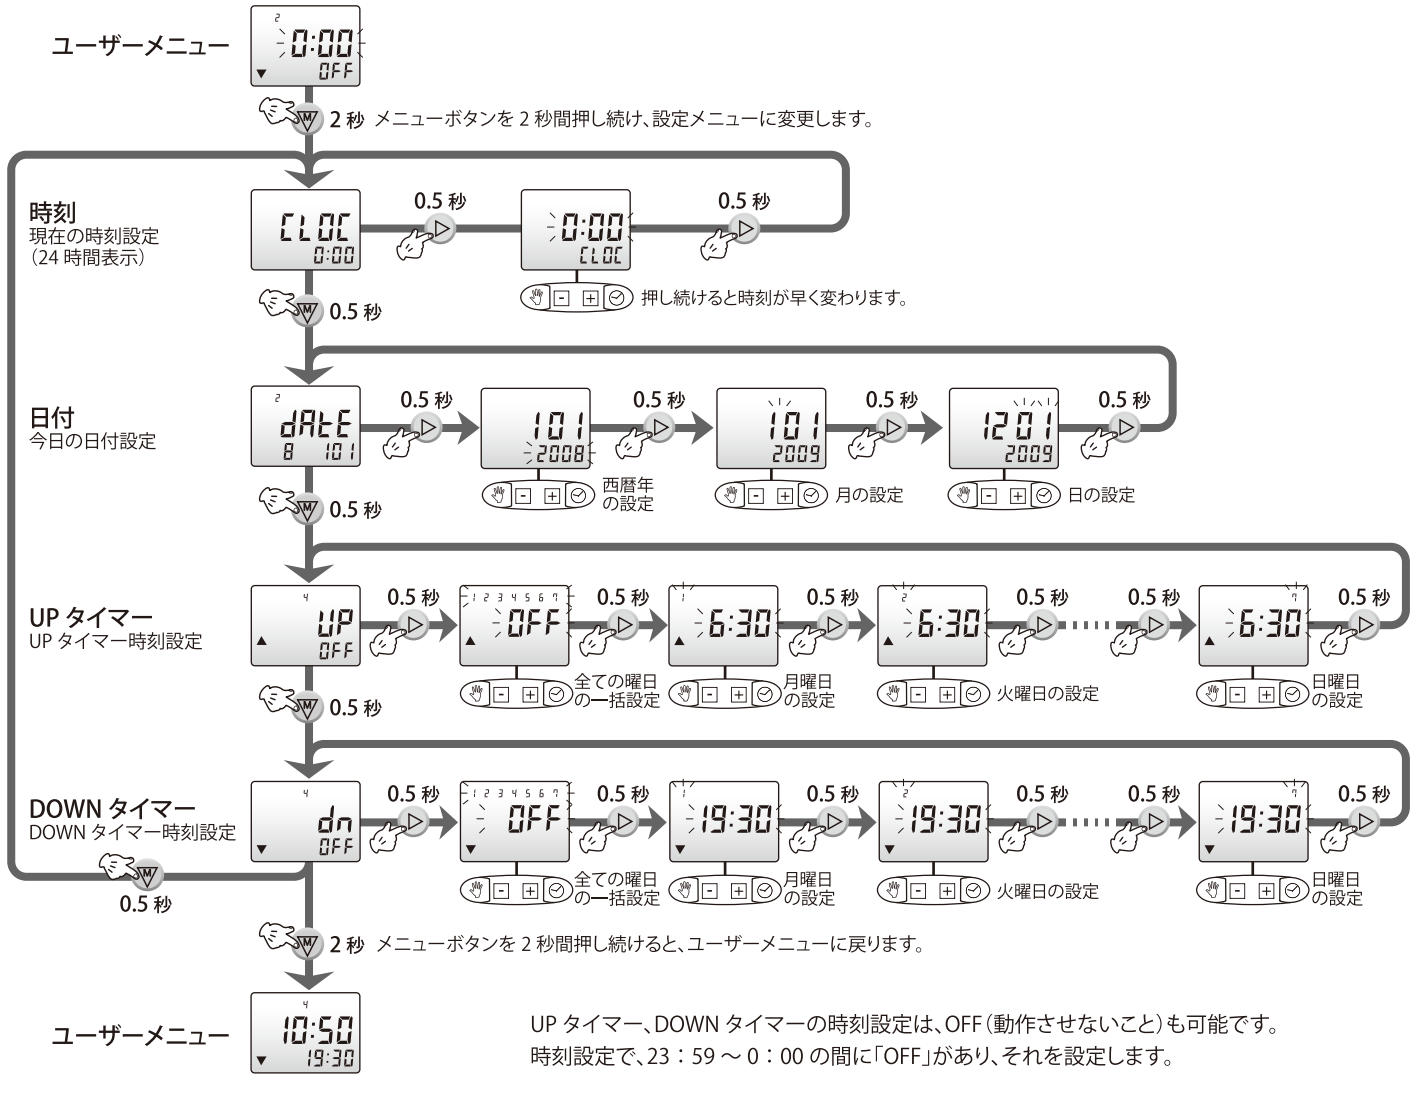 ユーザーメニュー
2
0:00
OFF
M
2 秒 メニューボタンを 2 秒間押し続け、設定メニューに変更します。
時刻
現在の時刻設定
（24 時間表示）
CLOC
0:00
0.5 秒
0:00
CLOC
0.5 秒
- +
押し続けると時刻が早く変わります。
M
0.5 秒
日付
今日の日付設定
2
dAtE
8 101
0.5 秒
101
2008
0.5 秒
101
2009
0.5 秒
1201
2009
0.5 秒
- +
西暦年
の設定
- +
月の設定
- +
日の設定
M
0.5 秒
UP タイマー
UP タイマー時刻設定
4
UP
OFF
0.5 秒
1 2 3 4 5 6 7
OFF
0.5 秒
1
6:30
0.5 秒
2
6:30
0.5 秒
0.5 秒
7
6:30
0.5 秒
- +
全ての曜日
の一括設定
- +
月曜日
の設定
- +
火曜日の設定
- +
日曜日
の設定
M
0.5 秒
DOWN タイマー
DOWN タイマー時刻設定
4
dn
OFF
0.5 秒
1 2 3 4 5 6 7
OFF
0.5 秒
1
19:30
0.5 秒
2
19:30
0.5 秒
0.5 秒
7
19:30
0.5 秒
- +
全ての曜日
の一括設定
- +
月曜日
の設定
- +
火曜日の設定
- +
日曜日
の設定
M
0.5 秒
M
2 秒 メニューボタンを 2 秒間押し続けると、ユーザーメニューに戻ります。
ユーザーメニュー
4
10:50
19:30
UP タイマー、DOWN タイマーの時刻設定は、OFF（動作させないこと）も可能です。
時刻設定で、23：59 ～ 0：00 の間に「OFF」があり、それを設定します。